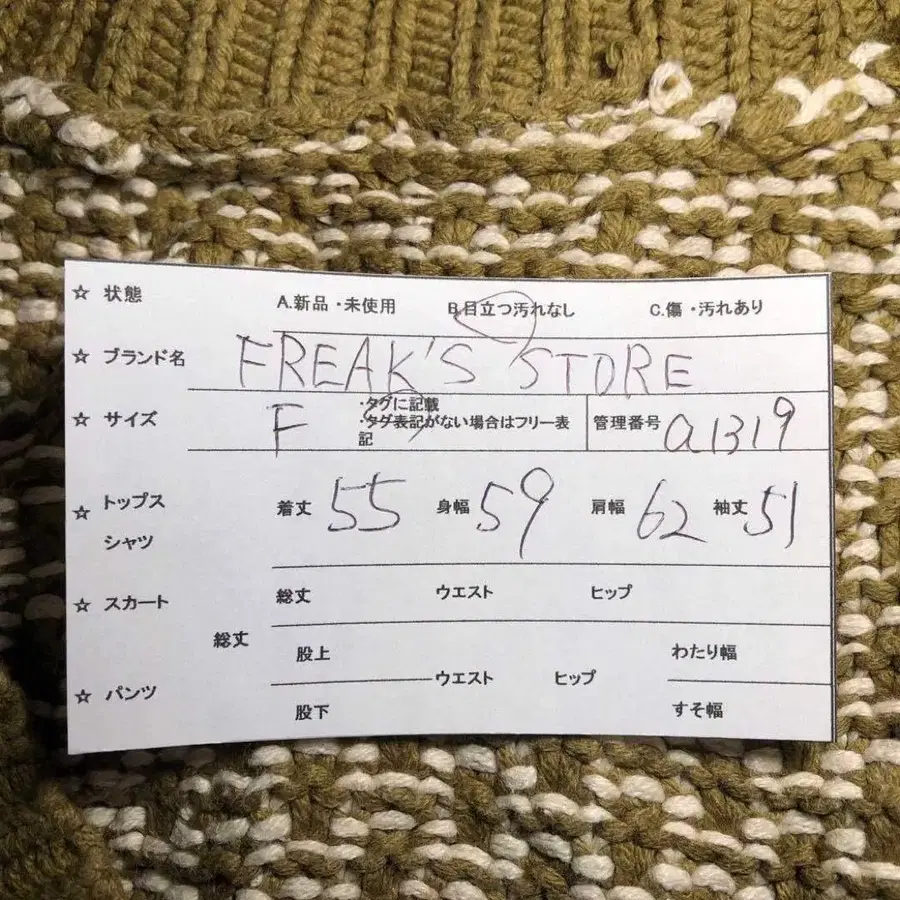 ☆ 状態 A.新品・未使用 B.目立つ汚れなし C.傷・汚れあり
☆ ブランド名 FREAK'S STORE
☆ サイズ F ・タグに記載
・タグ表記がない場合はフリー表
記
管理番号 a1319
☆ トップス
シャツ
着丈 55 身幅 59 肩幅 62 袖丈 51
☆ スカート 総丈 ウエスト ヒップ
☆ パンツ 総丈 股上 ウエスト ヒップ わたり幅
股下 すそ幅